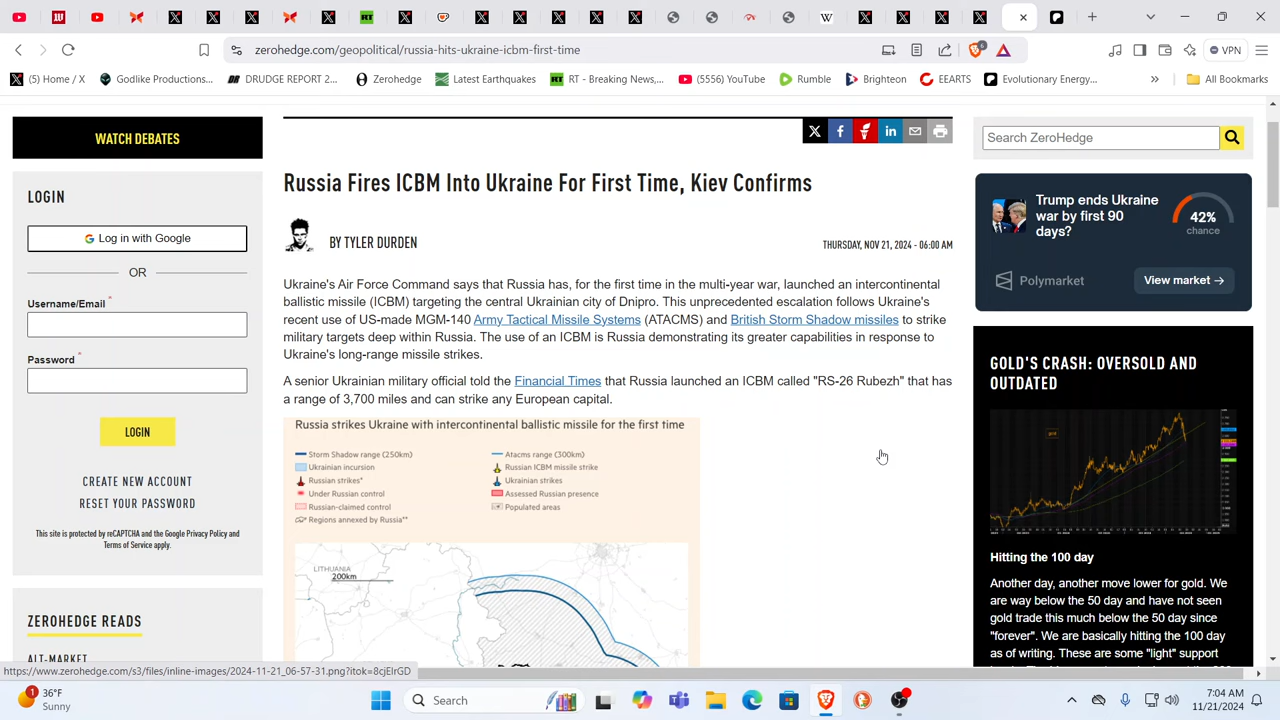 zerohedge.com/geopolitical/russia-hits-ukraine-icbm-first-time
6
VPN
(5) Home / X
Godlike Productions...
DRUDGE REPORT 2...
Zerohedge
Latest Earthquakes
RT - Breaking News,...
(5556) YouTube
Rumble
Brighteon
EEARTS
Evolutionary Energy...
»
All Bookmarks
WATCH DEBATES
LOGIN
Log in with Google
OR
Username/Email *
Password *
LOGIN
CREATE NEW ACCOUNT
RESET YOUR PASSWORD
This site is protected by reCAPTCHA and the Google Privacy Policy and
Terms of Service apply.
ZEROHEDGE READS
ALT-MARKET
Russia Fires ICBM Into Ukraine For First Time, Kiev Confirms
BY TYLER DURDEN
THURSDAY, NOV 21, 2024 - 06:00 AM
Ukraine's Air Force Command says that Russia has, for the first time in the multi-year war, launched an intercontinental
ballistic missile (ICBM) targeting the central Ukrainian city of Dnipro. This unprecedented escalation follows Ukraine's
recent use of US-made MGM-140 Army Tactical Missile Systems (ATACMS) and British Storm Shadow missiles to strike
military targets deep within Russia. The use of an ICBM is Russia demonstrating its greater capabilities in response to
Ukraine's long-range missile strikes.
A senior Ukrainian military official told the Financial Times that Russia launched an ICBM called "RS-26 Rubezh" that has
a range of 3,700 miles and can strike any European capital.
Russia strikes Ukraine with intercontinental ballistic missile for the first time
Storm Shadow range (250km)
Ukrainian incursion
Russian strikes*
Under Russian control
Russian-claimed control
Regions annexed by Russia**
Atacms range (300km)
Russian ICBM missile strike
Ukrainian strikes
Assessed Russian presence
Populated areas
LITHUANIA
200km
Search ZeroHedge
Trump ends Ukraine
war by first 90
days?
42%
chance
Polymarket
View market →
GOLD'S CRASH: OVERSOLD AND
OUTDATED
Hitting the 100 day
Another day, another move lower for gold. We
are way below the 50 day and have not seen
gold trade this much below the 50 day since
"forever". We are basically hitting the 100 day
as of writing. These are some "light" support
https://www.zerohedge.com/s3/files/inline-images/2024-11-21_06-57-31.png?itok=8cjElrGD
1
36°F
Sunny
Search
7:04 AM
11/21/2024